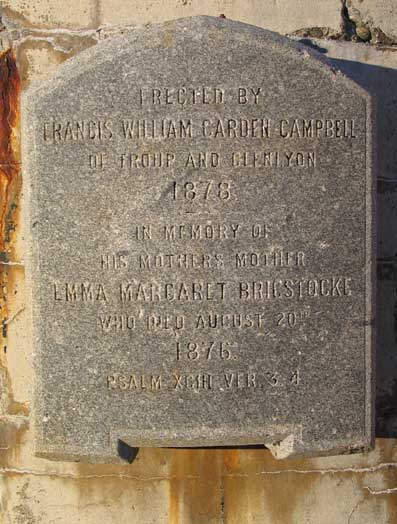 ERECTED BY
FRANCIS WILLIAM GARDEN CAMPBELL
OF TROUP AND GLENLYON
1878
IN MEMORY OF
HIS MOTHERS MOTHER
EMMA MARGARET BRIGSTOCKE
WHO DIED AUGUST 20TH
1876.
PSALM XCIII. VER. 3. 4